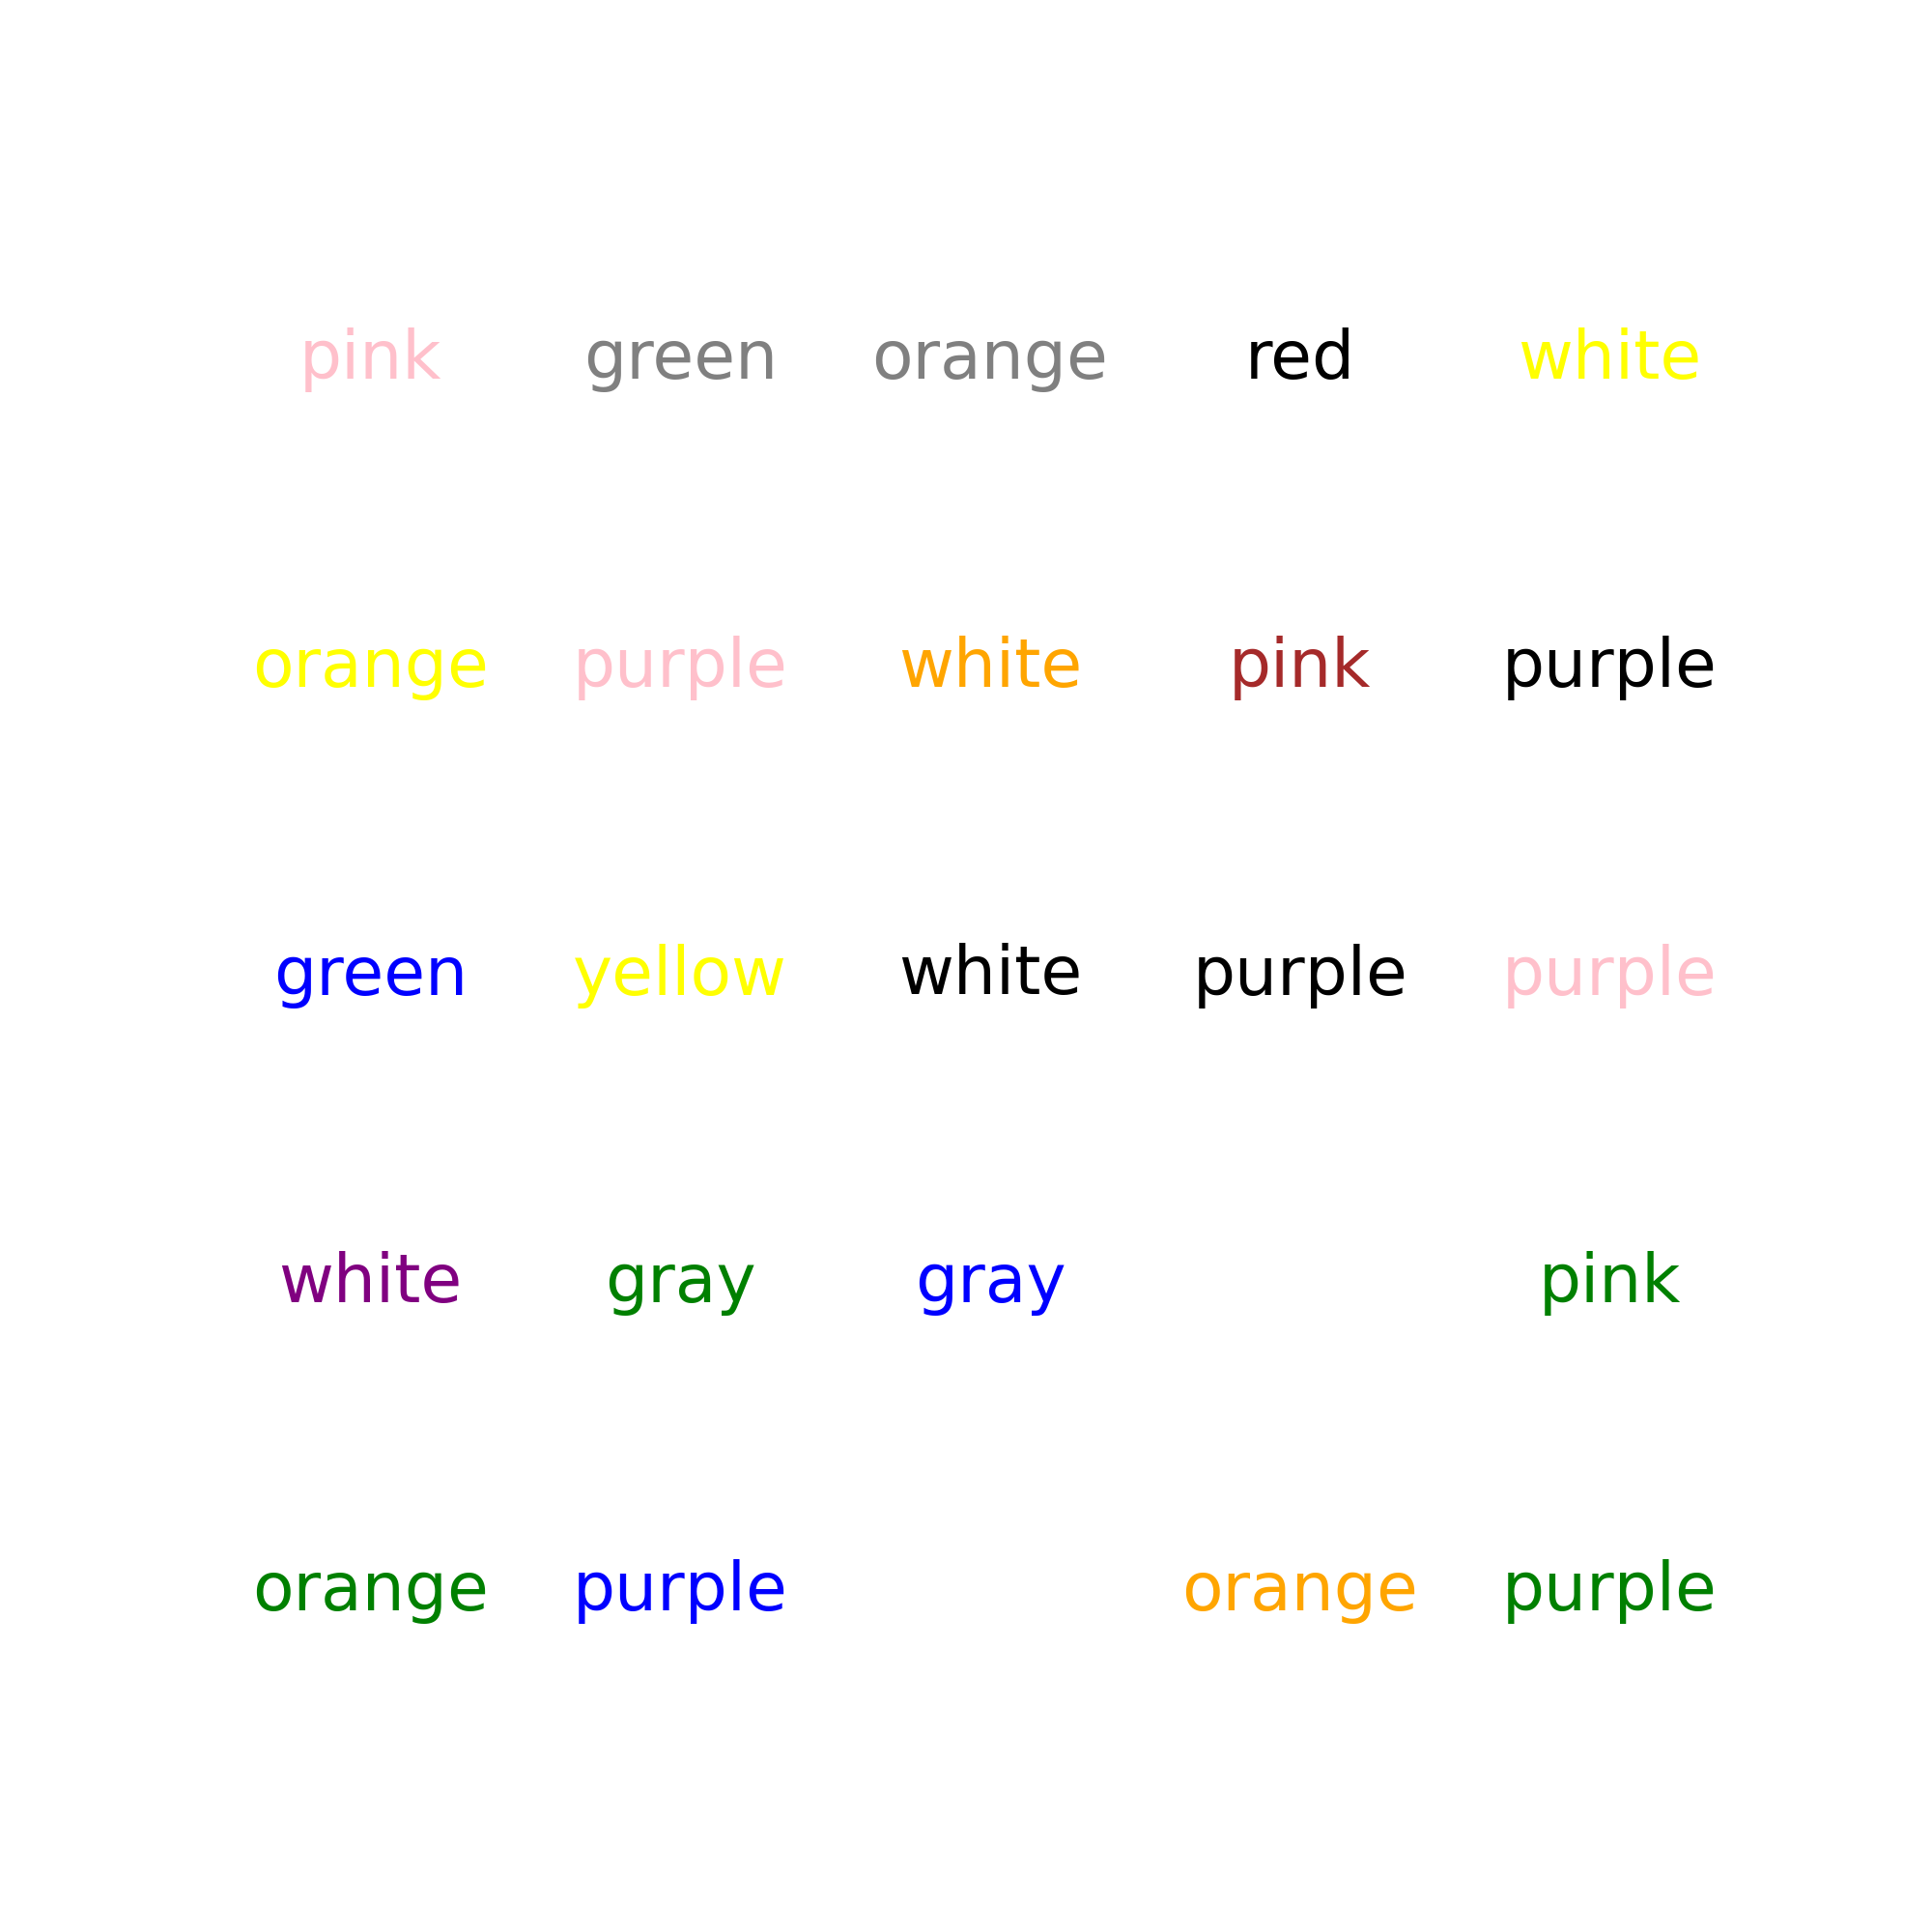 pink green orange red white
orange purple white pink purple
green yellow white purple purple
white gray gray pink
orange purple orange purple